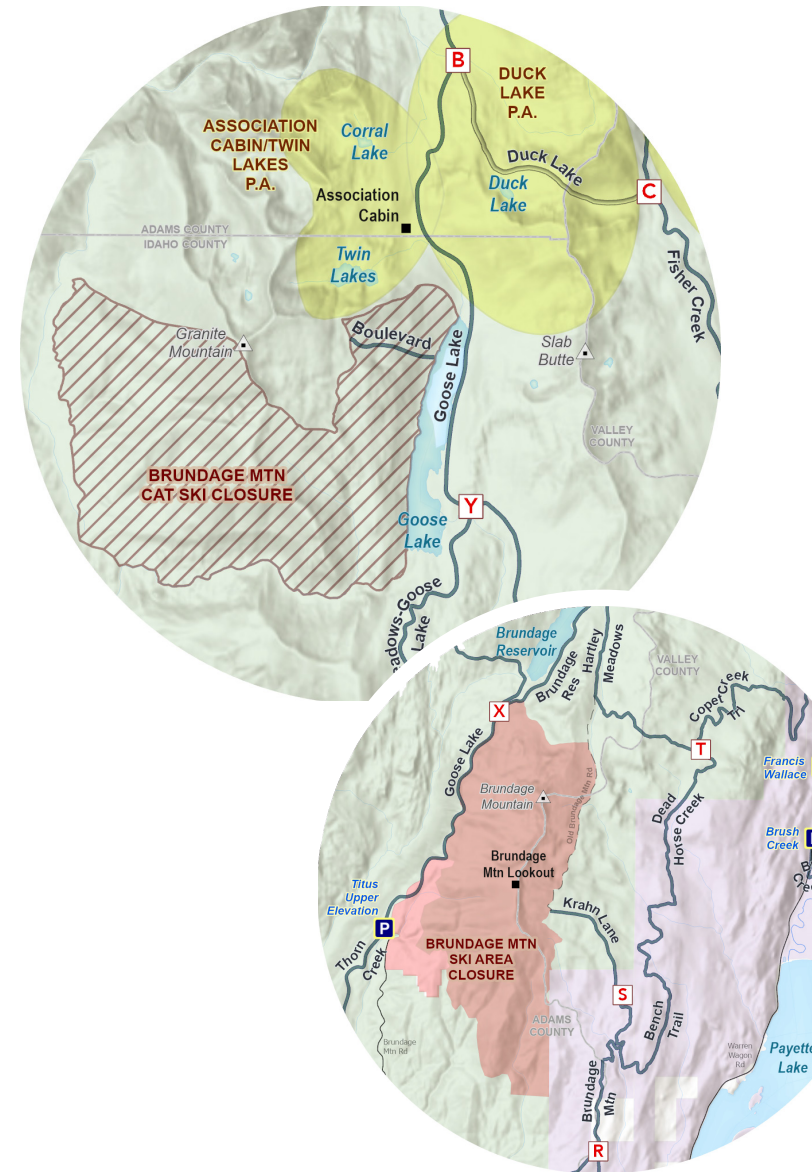 B
DUCK
LAKE
P.A.
ASSOCIATION
CABIN/TWIN
LAKES
P.A.
Corral
Lake
Duck Lake
Duck
Lake
C
Association
Cabin
ADAMS COUNTY
IDAHO COUNTY
Twin
Lakes
Fisher Creek
Granite
Mountain
Boulevard
Goose Lake
Slab
Butte
VALLEY
COUNTY
BRUNDAGE MTN
CAT SKI CLOSURE
Y
Goose
Lake
adows-Goose
Lake
Brundage
Reservoir
Brundage
Res
Hartley
Meadows
VALLEY
COUNTY
Coper Creek
Trl
X
T
Goose Lake
Francis
Wallace
Brundage
Mountain
Old Brundage Mtn Rd
Dead
Horse Creek
Brush
Creek
Brundage
Mtn Lookout
Titus
Upper
Elevation
P
Krahn Lane
BRUNDAGE MTN
SKI AREA
CLOSURE
Thorn
Creek
S
ADAMS
COUNTY
Bench
Trail
Brundage
Mtn Rd
Warren
Wagon
Rd
Payette
Lake
Brundage
Mtn
R